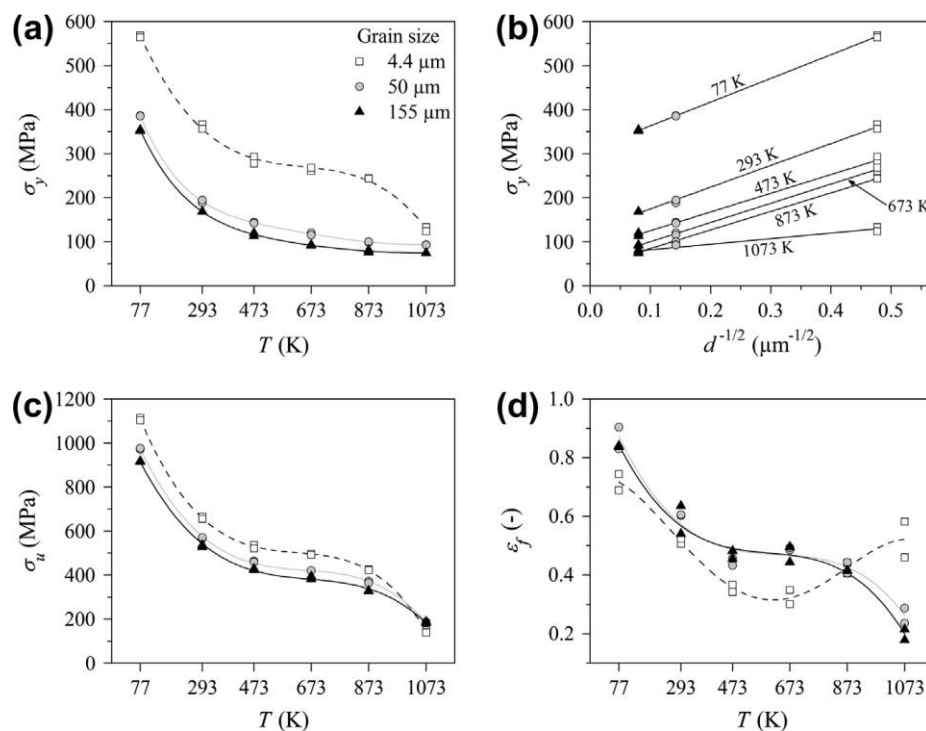 (a)
600
500
400
300
200
100
0
σy (MPa)
Grain size
4.4 µm
50 µm
155 µm
77 293 473 673 873 1073
T (K)
(b)
600
500
400
300
200
100
0
σy (MPa)
77 K
293 K
473 K
673 K
873 K
1073 K
0.0 0.1 0.2 0.3 0.4 0.5
d-1/2 (µm-1/2)
(c)
1200
1000
800
600
400
200
0
σu (MPa)
77 293 473 673 873 1073
T (K)
(d)
1.0
0.8
0.6
0.4
0.2
εf (-)
77 293 473 673 873 1073
T (K)